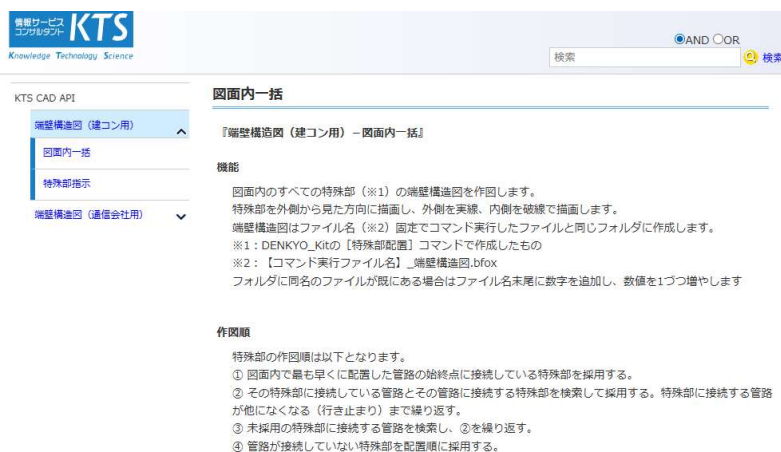 情報サービス
コンサルタント KTS
Knowledge Technology Science
AND OR
検索 検索
KTS CAD API
端壁構造図（建コン用）
図面内一括
特殊部指示
端壁構造図（通信会社用）
図面内一括
『端壁構造図（建コン用）－図面内一括』
機能
図面内のすべての特殊部（※1）の端壁構造図を作図します。
特殊部を外側から見た方向に描画し、外側を実線、内側を破線で描画します。
端壁構造図はファイル名（※2）固定でコマンド実行したファイルと同じフォルダに作成します。
※1：DENKYO_Kitの［特殊部配置］コマンドで作成したもの
※2：【コマンド実行ファイル名】_端壁構造図.bfox
フォルダに同名のファイルが既にある場合はファイル名末尾に数字を追加し、数値を1づつ増やします
作図順
特殊部の作図順は以下となります。
① 図面内で最も早くに配置した管路の始終点に接続している特殊部を採用する。
② その特殊部に接続している管路とその管路に接続する特殊部を検索して採用する。特殊部に接続する管路
が他になくなる（行き止まり）まで繰り返す。
③ 未採用の特殊部に接続する管路を検索し、②を繰り返す。
④ 管路が接続していない特殊部を配置順に採用する。